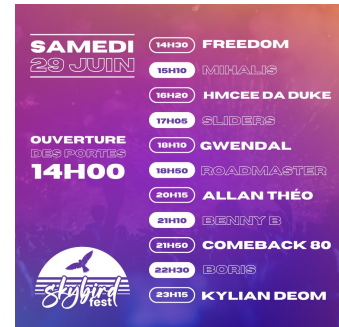 SAMEDI
29 JUIN
OUVERTURE
DES PORTES
14H00
14H30 FREEDOM
15H10 MIHALIS
16H20 HMCEE DA DUKE
17H05 SLIDERS
18H10 GWENDAL
18H50 ROADMASTER
20H15 ALLAN THÉO
21H10 BENNY B
21H50 COMEBACK 80
22H30 BORIS
23H15 KYLIAN DEOM
Skybird
fest